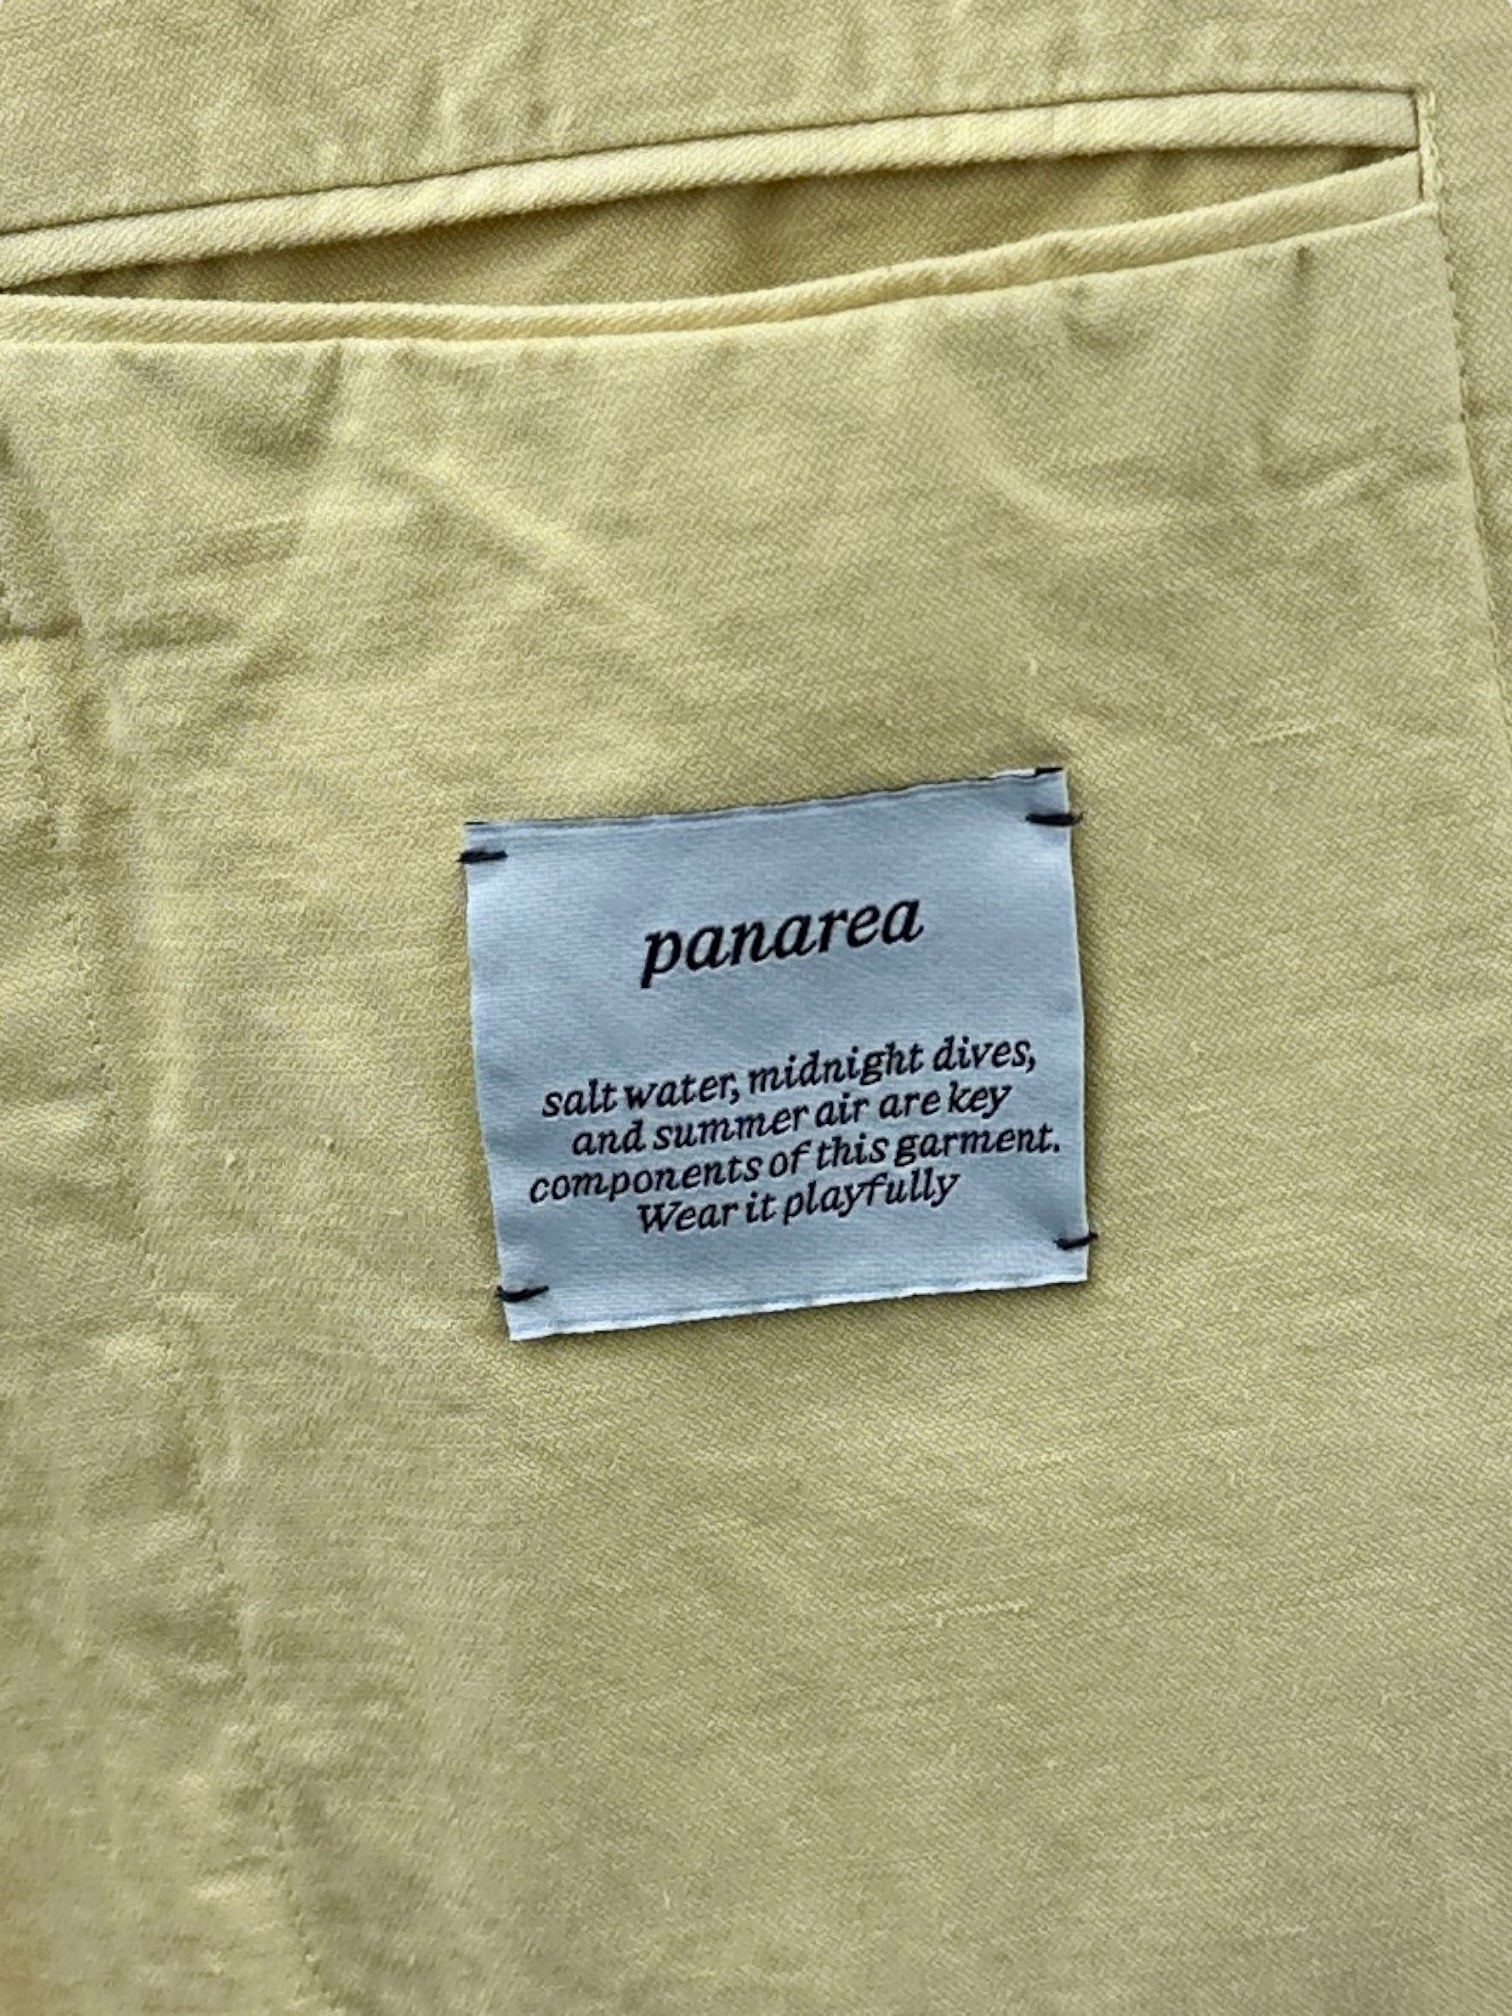 panarea
salt water, midnight dives,
and summer air are key
components of this garment.
Wear it playfully